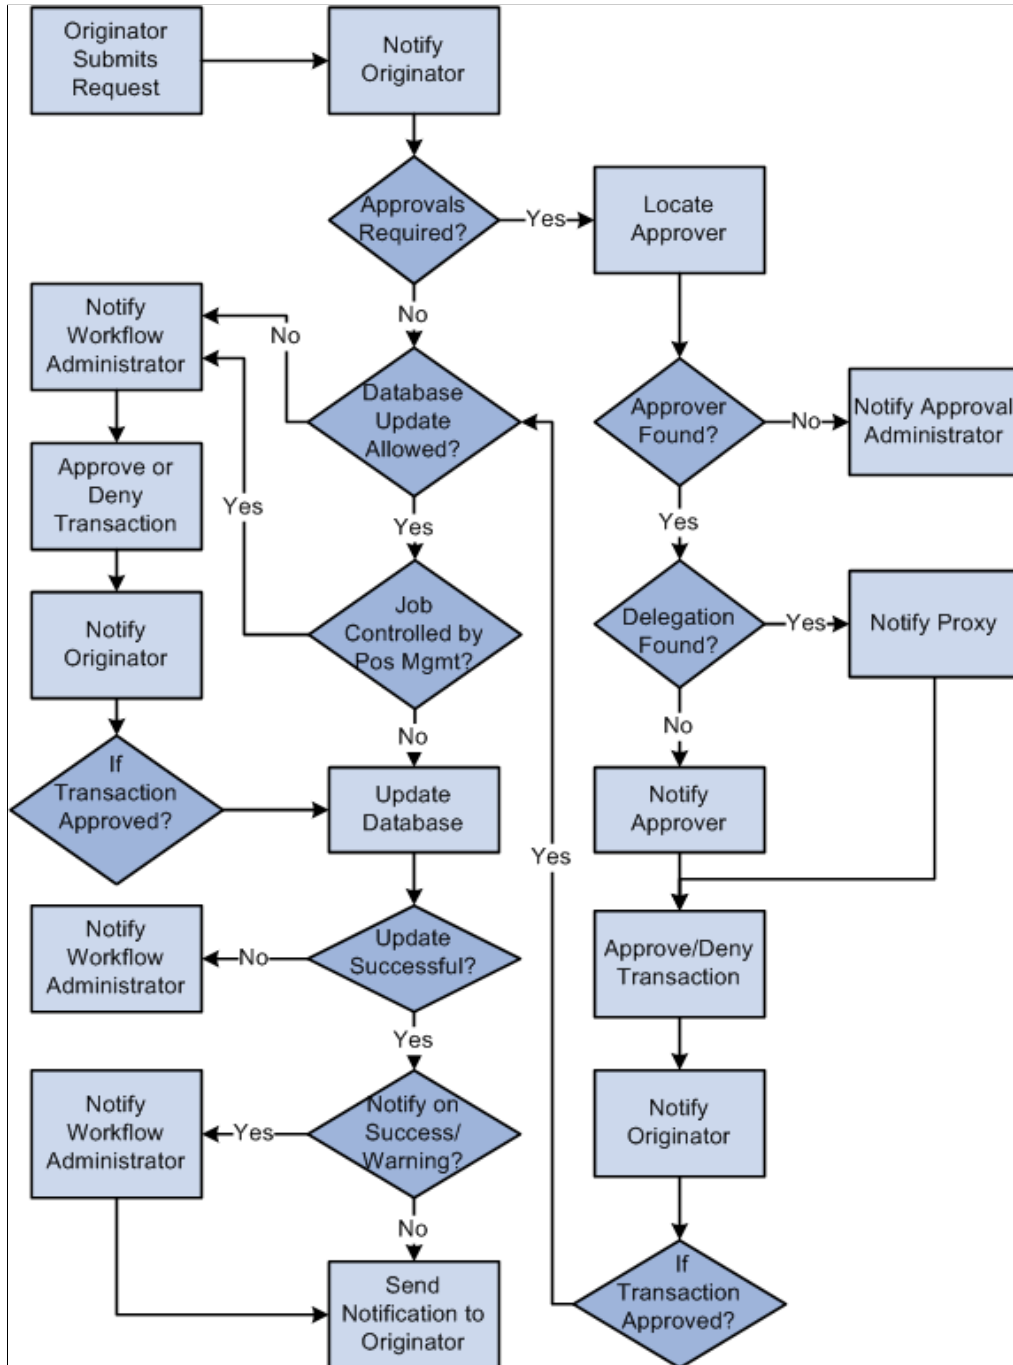 Originator
Submits
Request
Notify
Originator
Approvals
Required?
Yes
Locate
Approver
No
Notify
Workflow
Administrator
No
Database
Update
Allowed?
Approver
Found?
No
Notify Approval
Administrator
Approve or
Deny
Transaction
Yes
Yes
Yes
Job
Controlled by
Pos Mgmt?
Delegation
Found?
Yes
Notify Proxy
Notify
Originator
No
No
If
Transaction
Approved?
Update
Database
Notify
Approver
Yes
Notify
Workflow
Administrator
No
Update
Successful?
Approve/Deny
Transaction
Yes
Notify
Workflow
Administrator
Yes
Notify on
Success/
Warning?
Notify
Originator
No
Send
Notification to
Originator
If
Transaction
Approved?